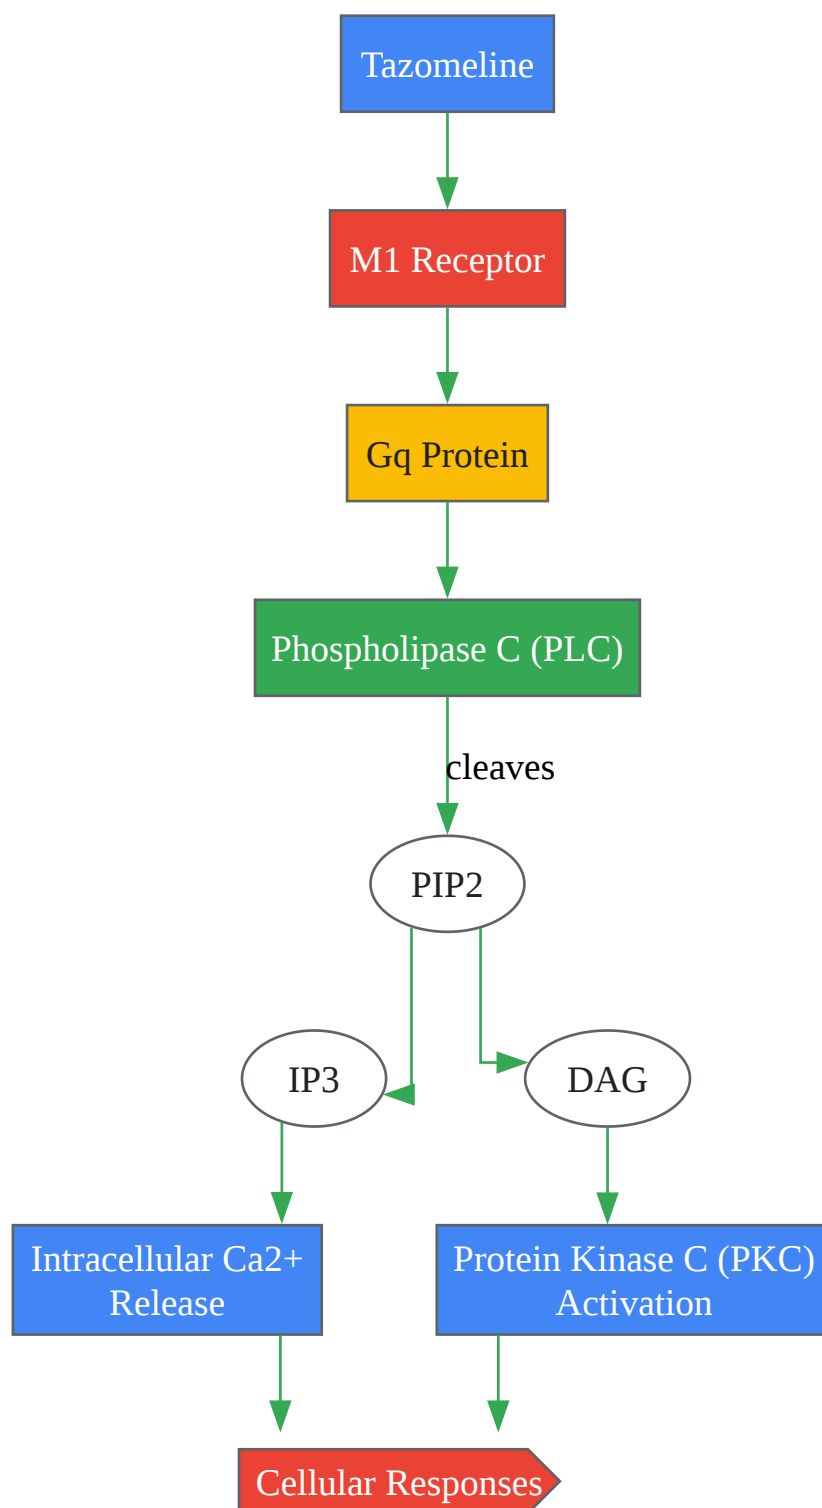 Tazomeline
M1 Receptor
Gq Protein
Phospholipase C (PLC)
cleaves
PIP2
IP3
DAG
Intracellular Ca2+
Release
Protein Kinase C (PKC)
Activation
Cellular Responses